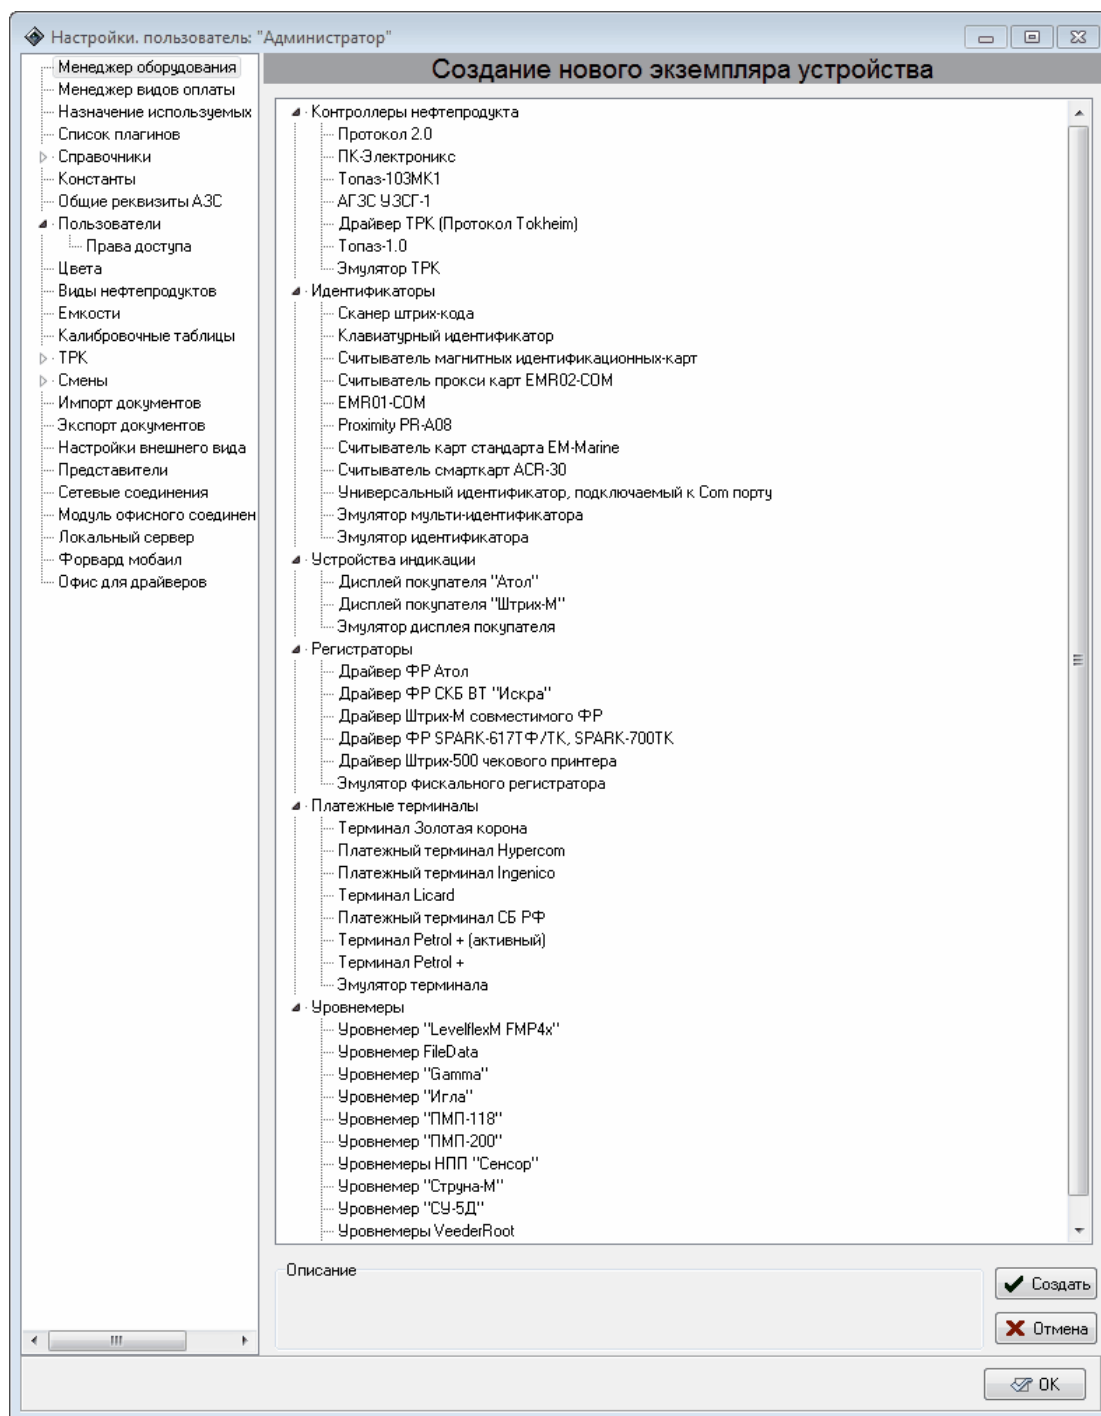 Настройки. пользователь: "Администратор"
Менеджер оборудования
Менеджер видов оплаты
Назначение используемых
Список плагинов
Справочники
Константы
Общие реквизиты АЗС
Пользователи
Права доступа
Цвета
Виды нефтепродуктов
Емкости
Калибровочные таблицы
ТРК
Смены
Импорт документов
Экспорт документов
Настройки внешнего вида
Представители
Сетевые соединения
Модуль офисного соединен
Локальный сервер
Форвард мобаил
Офис для драйверов
Создание нового экземпляра устройства
Контроллеры нефтепродукта
Протокол 2.0
ПК-Электроникс
Топаз-103МК1
АГЗС УЗСГ-1
Драйвер ТРК (Протокол Tokheim)
Топаз-1.0
Эмулятор ТРК
Идентификаторы
Сканер штрих-кода
Клавиатурный идентификатор
Считыватель магнитных идентификационных-карт
Считыватель прокси карт EMR02-COM
EMR01-COM
Proximity PR-A08
Считыватель карт стандарта EM-Marine
Считыватель смарткарт ACR-30
Универсальный идентификатор, подключаемый к Com порту
Эмулятор мульти-идентификатора
Эмулятор идентификатора
Устройства индикации
Дисплей покупателя "Атол"
Дисплей покупателя "Штрих-М"
Эмулятор дисплея покупателя
Регистраторы
Драйвер ФР Атол
Драйвер ФР СКБ ВТ "Искра"
Драйвер Штрих-М совместимого ФР
Драйвер ФР SPARK-617ТФ/ТК, SPARK-700ТК
Драйвер Штрих-500 чекового принтера
Эмулятор фискального регистратора
Платежные терминалы
Терминал Золотая корона
Платежный терминал Hypercom
Платежный терминал Ingenico
Терминал Licard
Платежный терминал СБ РФ
Терминал Petrol + (активный)
Терминал Petrol +
Эмулятор терминала
Уровнемеры
Уровнемер "LevelflexM FMP4x"
Уровнемер FileData
Уровнемер "Gamma"
Уровнемер "Игла"
Уровнемер "ПМП-118"
Уровнемер "ПМП-200"
Уровнемеры НПП "Сенсор"
Уровнемер "Струна-М"
Уровнемер "СУ-5Д"
Уровнемеры VeederRoot
Описание
Создать
Отмена
OK